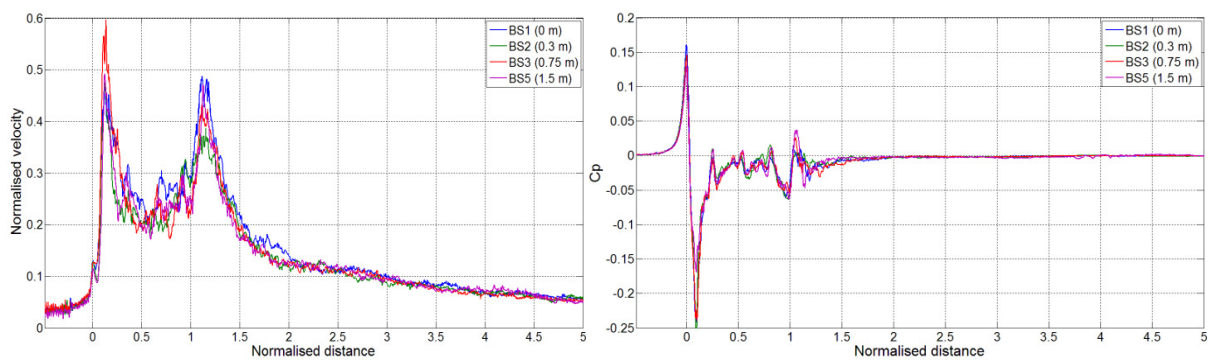 0.6
0.5
0.4
0.3
0.2
0.1
0
Normalised velocity
0 0.5 1 1.5 2 2.5 3 3.5 4 4.5 5
Normalised distance
BS1 (0 m)
BS2 (0.3 m)
BS3 (0.75 m)
BS5 (1.5 m)
0.2
0.15
0.1
0.05
0
-0.05
-0.1
-0.15
-0.2
-0.25
Cp
0 0.5 1 1.5 2 2.5 3 3.5 4 4.5 5
Normalised distance
BS1 (0 m)
BS2 (0.3 m)
BS3 (0.75 m)
BS5 (1.5 m)